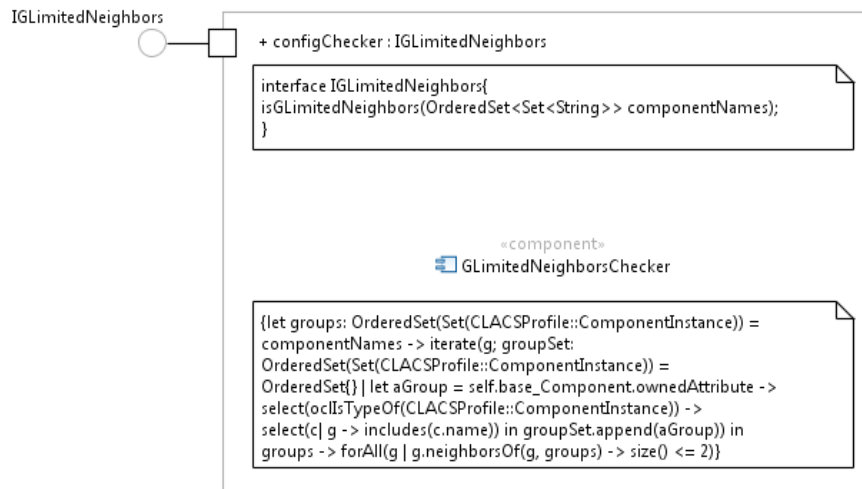 IGLimitedNeighbors
+ configChecker : IGLimitedNeighbors
interface IGLimitedNeighbors{
isGLimitedNeighbors(OrderedSet<Set<String>> componentNames);
}
«component»
GLimitedNeighborsChecker
{let groups: OrderedSet(Set(CLACSProfile::ComponentInstance)) =
componentNames -> iterate(g; groupSet:
OrderedSet(Set(CLACSProfile::ComponentInstance)) =
OrderedSet{} | let aGroup = self.base_Component.ownedAttribute ->
select(oclIsTypeOf(CLACSProfile::ComponentInstance)) ->
select(c| g -> includes(c.name)) in groupSet.append(aGroup)) in
groups -> forAll(g | g.neighborsOf(g, groups) -> size() <= 2)}